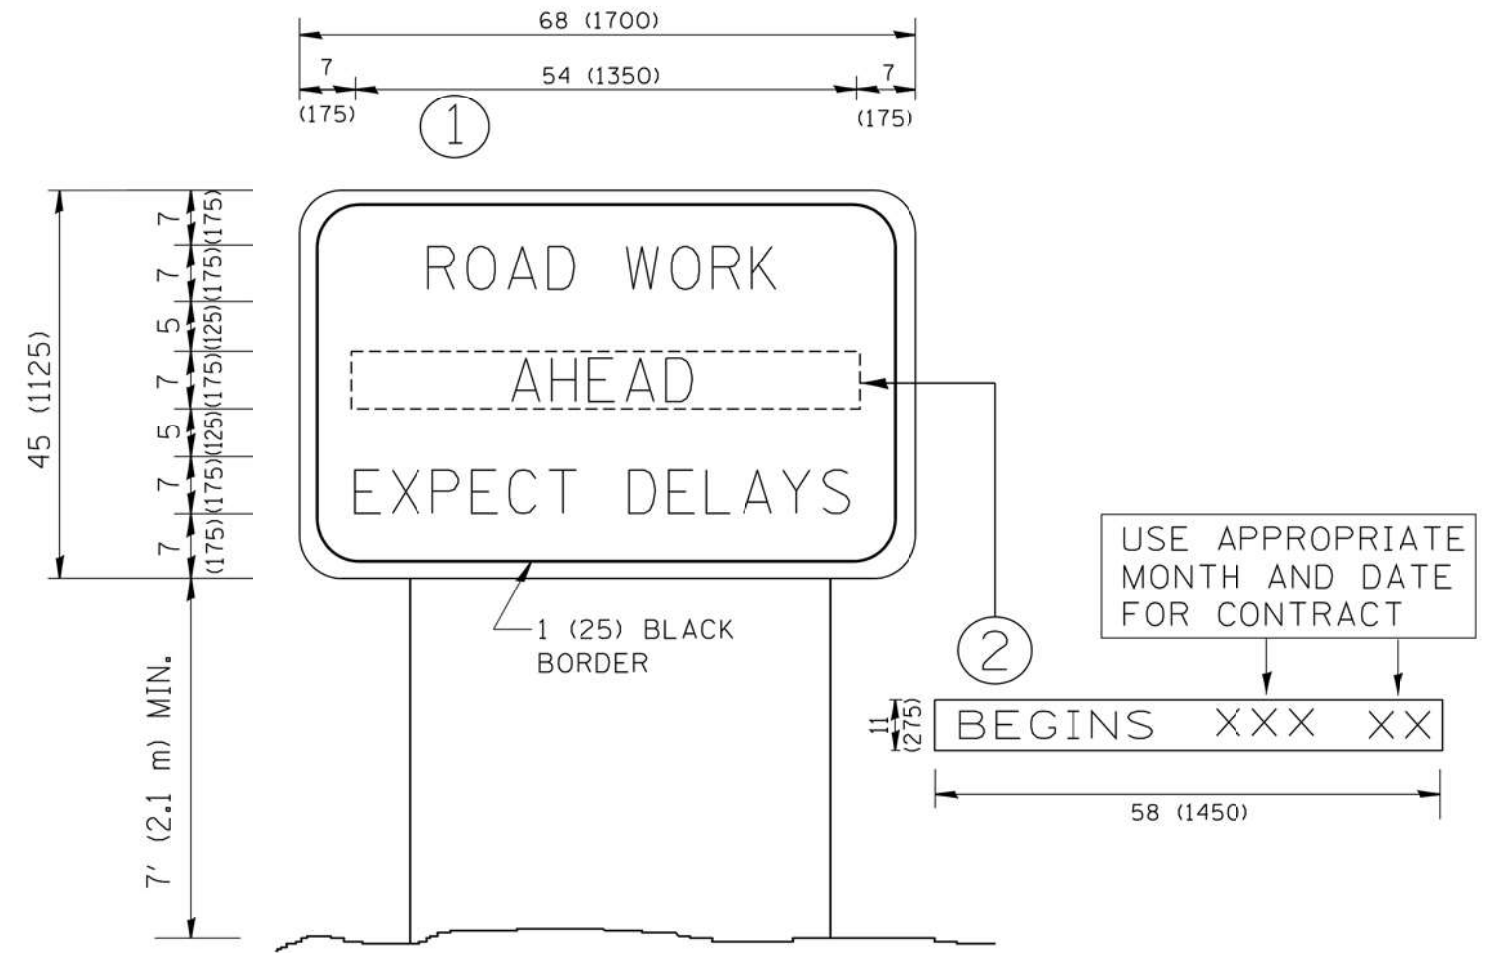 68 (1700)
7
54 (1350)
7
(175)
(175)
1
45 (1125)
7
(175)
7
(175)
5
(125)
7
(175)
5
(125)
7
(175)
7
(175)
ROAD WORK
AHEAD
EXPECT DELAYS
1 (25) BLACK
BORDER
7' (2.1 m) MIN.
2
USE APPROPRIATE
MONTH AND DATE
FOR CONTRACT
11
(275)
BEGINS XXX XX
58 (1450)